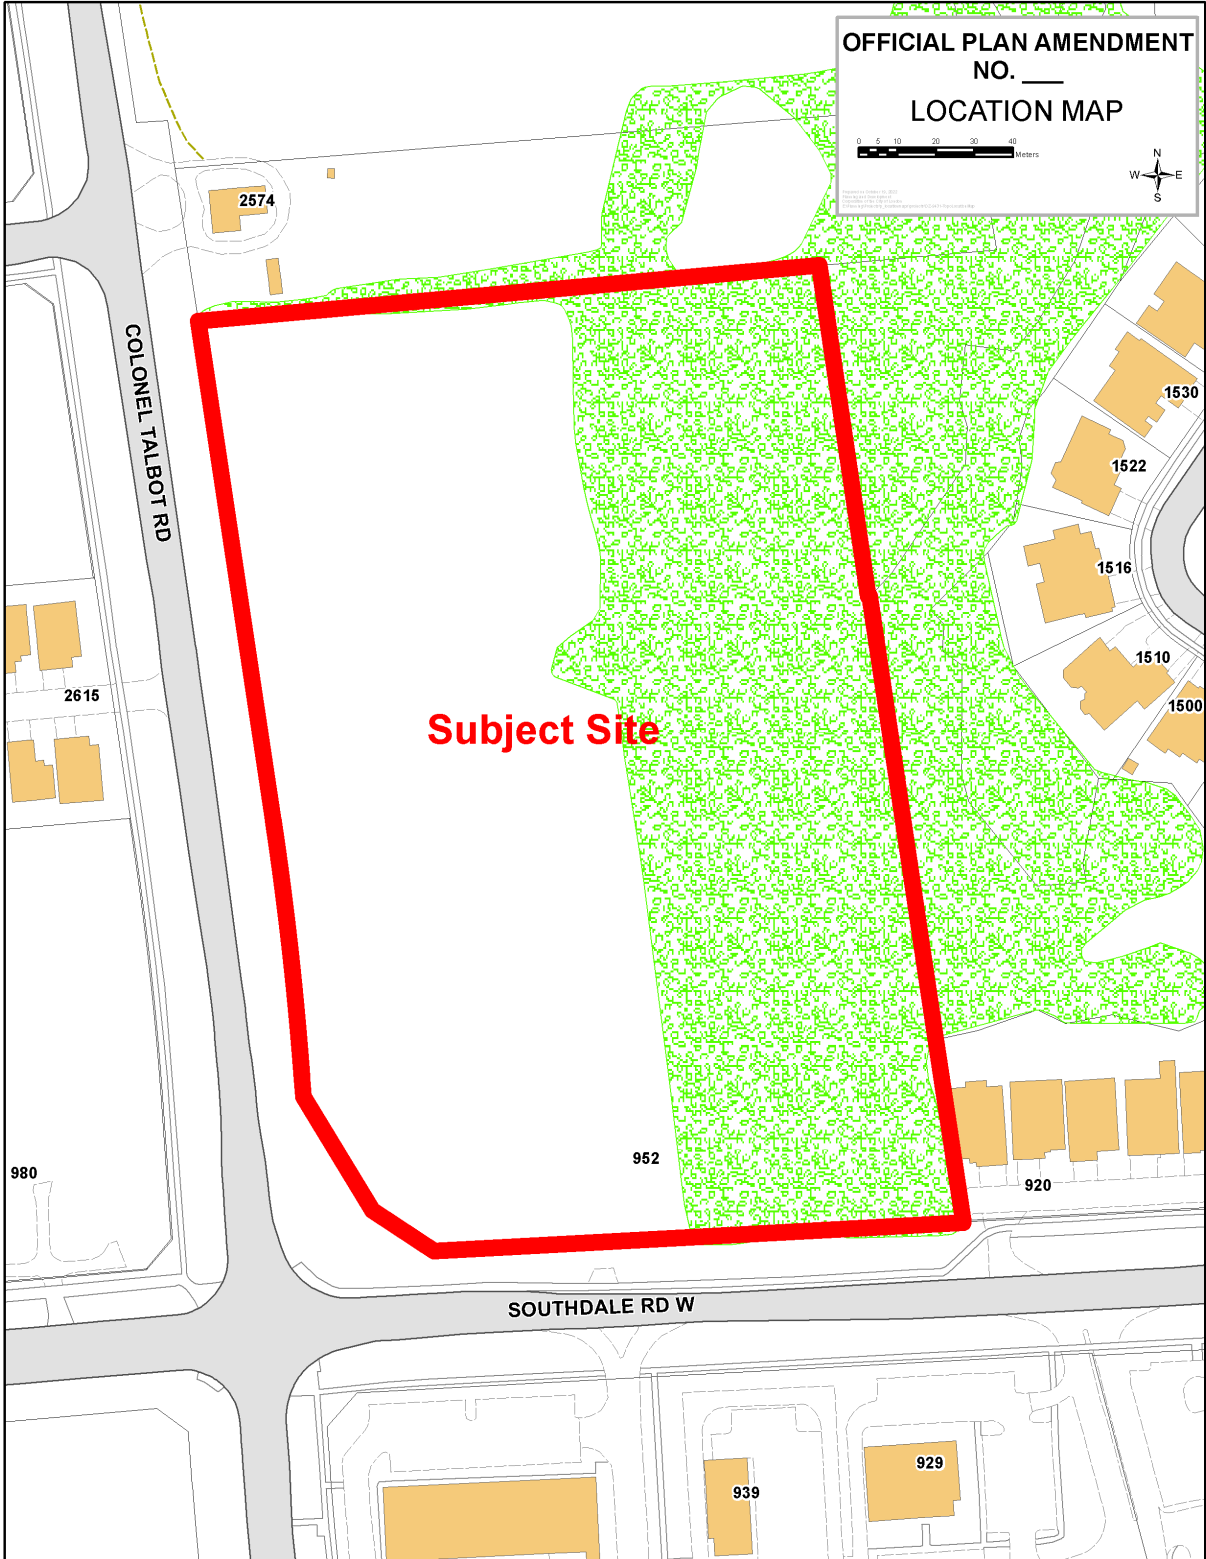 OFFICIAL PLAN AMENDMENT
NO. ___
LOCATION MAP
0 5 10 20 30 40
Meters
N
W E
S
2574
COLONEL TALBOT RD
1530
1522
1516
1510
1500
2615
Subject Site
952
980
920
SOUTHDALE RD W
929
939